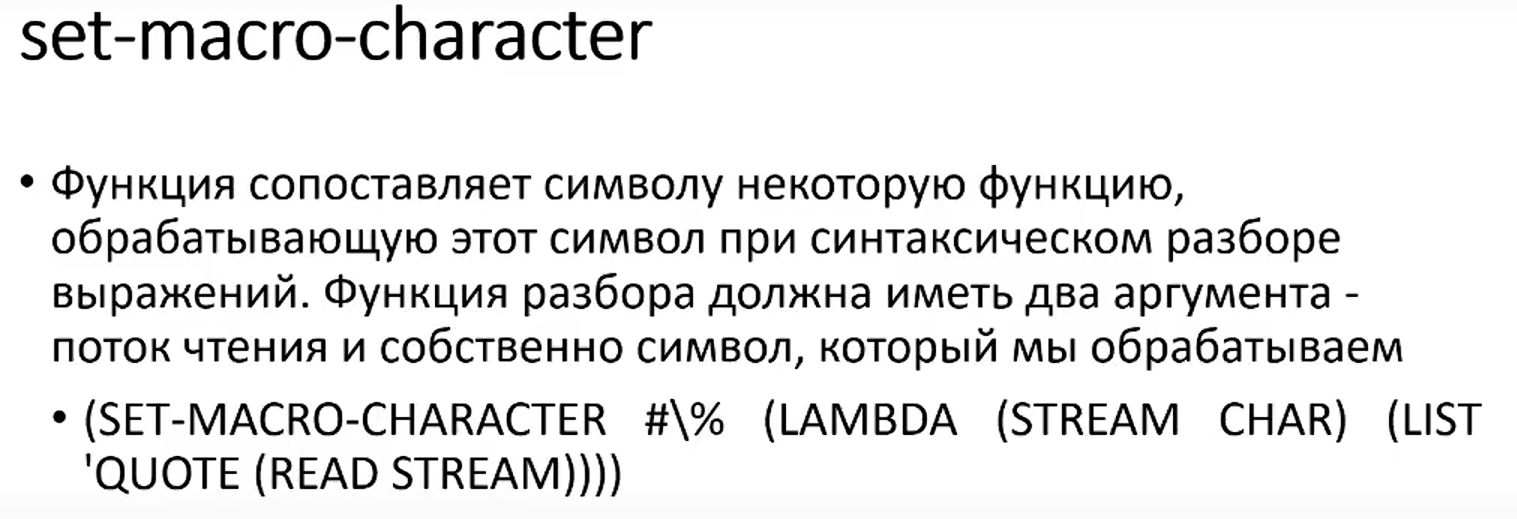 set-macro-character
• Функция сопоставляет символу некоторую функцию,
обрабатывающую этот символ при синтаксическом разборе
выражений. Функция разбора должна иметь два аргумента -
поток чтения и собственно символ, который мы обрабатываем
• (SET-MACRO-CHARACTER #\% (LAMBDA (STREAM CHAR) (LIST
'QUOTE (READ STREAM))))